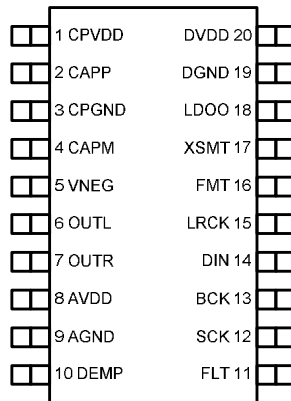 1 CPVDD DVDD 20
2 CAPP DGND 19
3 CPGND LDOO 18
4 CAPM XSMT 17
5 VNEG FMT 16
6 OUTL LRCK 15
7 OUTR DIN 14
8 AVDD BCK 13
9 AGND SCK 12
10 DEMP FLT 11